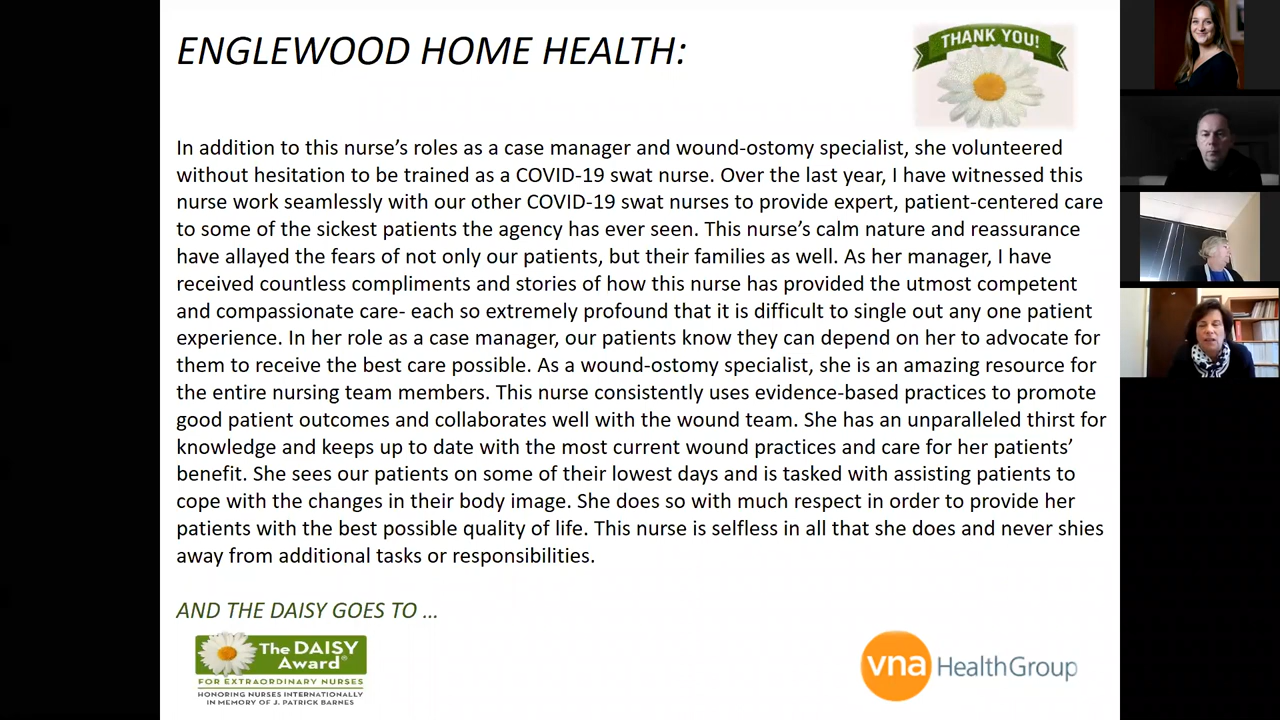 ENGLEWOOD HOME HEALTH:
THANK YOU!
In addition to this nurse’s roles as a case manager and wound-ostomy specialist, she volunteered
without hesitation to be trained as a COVID-19 swat nurse. Over the last year, I have witnessed this
nurse work seamlessly with our other COVID-19 swat nurses to provide expert, patient-centered care
to some of the sickest patients the agency has ever seen. This nurse’s calm nature and reassurance
have allayed the fears of not only our patients, but their families as well. As her manager, I have
received countless compliments and stories of how this nurse has provided the utmost competent
and compassionate care- each so extremely profound that it is difficult to single out any one patient
experience. In her role as a case manager, our patients know they can depend on her to advocate for
them to receive the best care possible. As a wound-ostomy specialist, she is an amazing resource for
the entire nursing team members. This nurse consistently uses evidence-based practices to promote
good patient outcomes and collaborates well with the wound team. She has an unparalleled thirst for
knowledge and keeps up to date with the most current wound practices and care for her patients’
benefit. She sees our patients on some of their lowest days and is tasked with assisting patients to
cope with the changes in their body image. She does so with much respect in order to provide her
patients with the best possible quality of life. This nurse is selfless in all that she does and never shies
away from additional tasks or responsibilities.
AND THE DAISY GOES TO …
The DAISY
Award®
FOR EXTRAORDINARY NURSES
HONORING NURSES INTERNATIONALLY
IN MEMORY OF J. PATRICK BARNES
vna HealthGroup